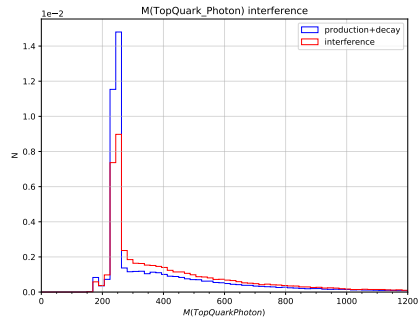 M(TopQuark_Photon) interference
1e−2
production+decay
interference
1.4
1.2
1.0
0.8
0.6
0.4
0.2
0.0
N
0
200
400
600
800
1000
1200
M(TopQuarkPhoton)